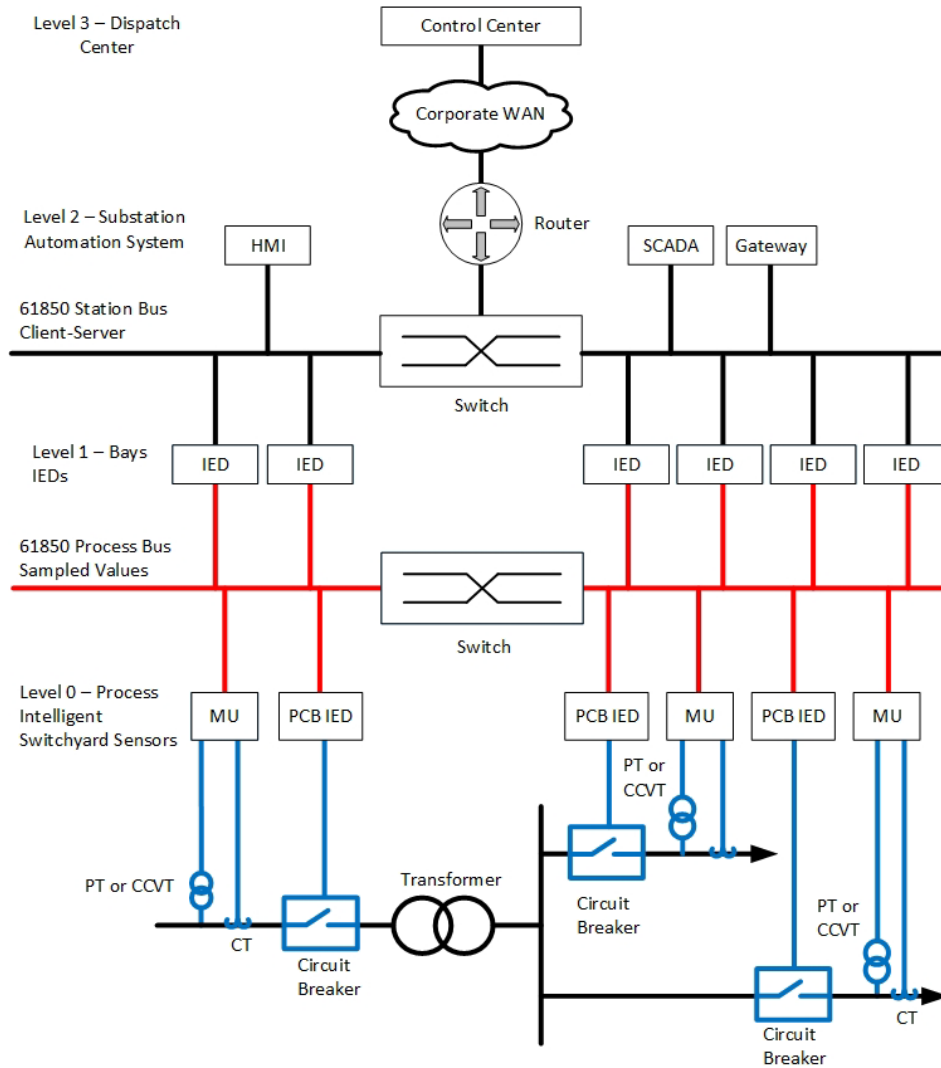 Level 3 – Dispatch
Center
Control Center
Corporate WAN
Level 2 – Substation
Automation System
HMI
Router
SCADA
Gateway
61850 Station Bus
Client-Server
Switch
Level 1 – Bays
IEDs
IED
IED
IED
IED
IED
IED
61850 Process Bus
Sampled Values
Switch
Level 0 – Process
Intelligent
Switchyard Sensors
MU
PCB IED
PCB IED
MU
PCB IED
MU
PT or
CCVT
PT or CCVT
CT
Circuit
Breaker
Transformer
Circuit
Breaker
PT or
CCVT
Circuit
Breaker
CT